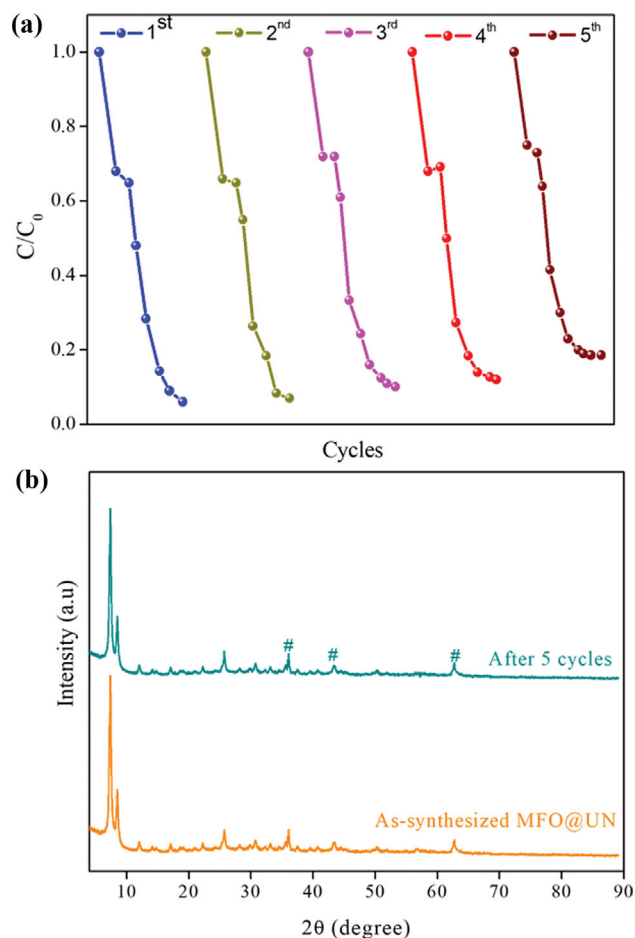 (a)
1st 2nd 3rd 4th 5th
1.0
0.8
0.6
0.4
0.2
0.0
C/C0
Cycles
(b)
# # #
After 5 cycles
As-synthesized MFO@UN
Intensity (a.u)
10 20 30 40 50 60 70 80 90
2θ (degree)